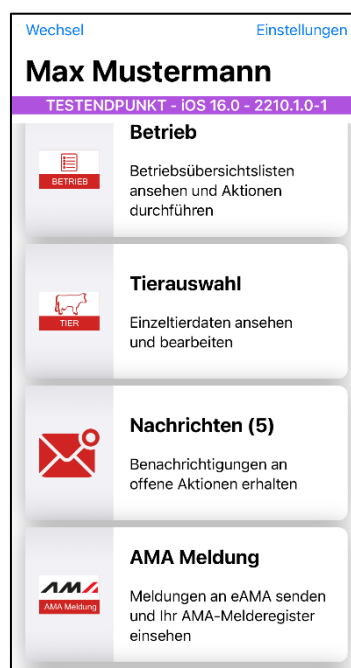 Wechsel Einstellungen
Max Mustermann
TESTENDPUNKT - iOS 16.0 - 2210.1.0-1
Betrieb
BETRIEB
Betriebsübersichtslisten
ansehen und Aktionen
durchführen
Tierauswahl
TIER
Einzeltierdaten ansehen
und bearbeiten
Nachrichten (5)
Benachrichtigungen an
offene Aktionen erhalten
AMA Meldung
AMA
AMA Meldung
Meldungen an eAMA senden
und Ihr AMA-Melderegister
einsehen